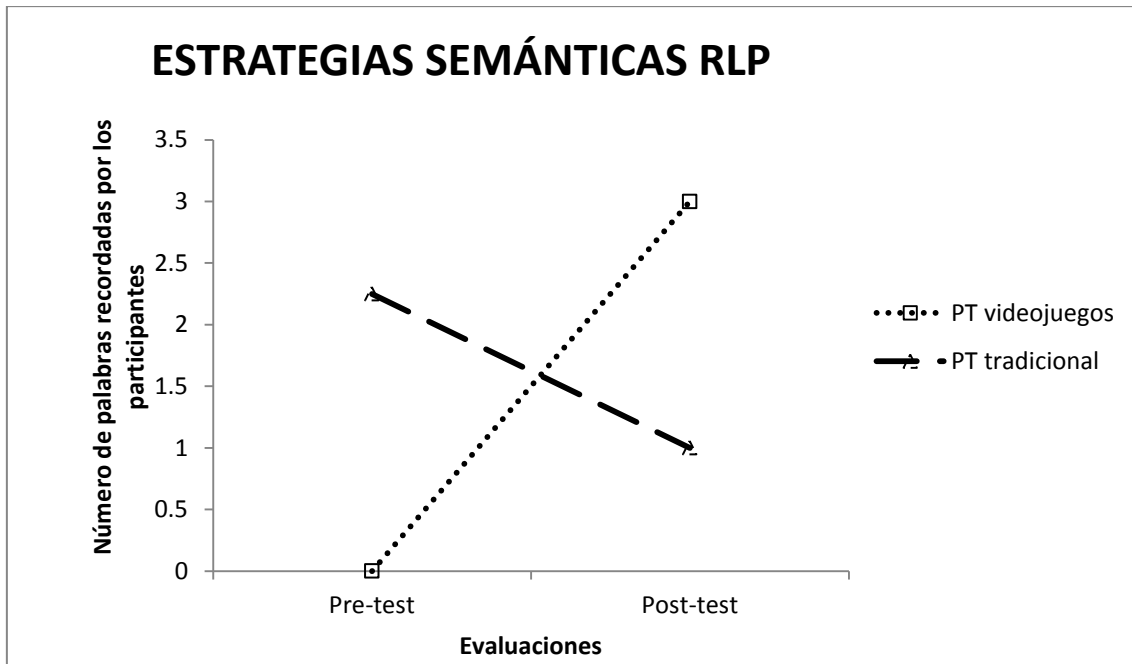 ESTRATEGIAS SEMÁNTICAS RLP
Número de palabras recordadas por los
participantes
3.5
3
2.5
2
1.5
1
0.5
0
Pre-test
Post-test
Evaluaciones
PT videojuegos
PT tradicional